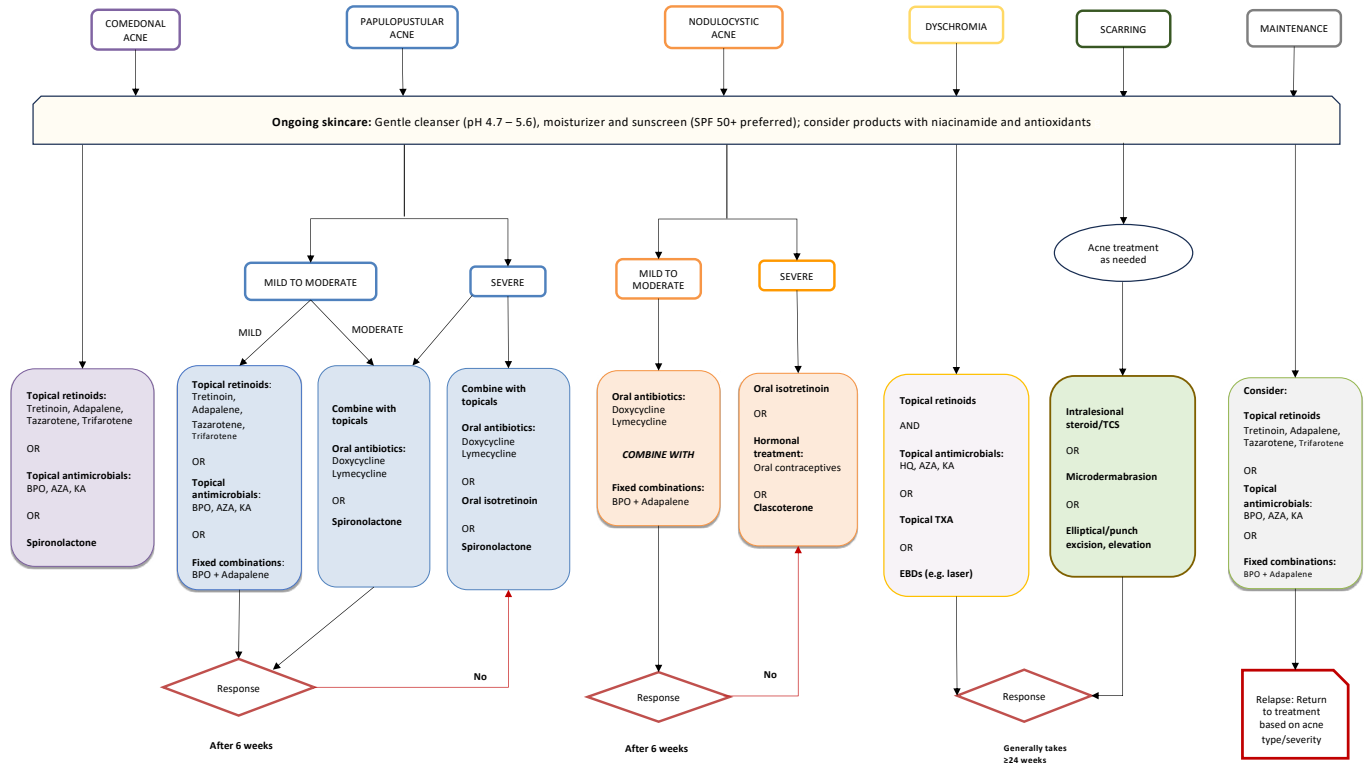 COMEDONAL
ACNE
PAPULOPUSTULAR
ACNE
NODULOCYSTIC
ACNE
DYSCHROMIA
SCARRING
MAINTENANCE
Ongoing skincare: Gentle cleanser (pH 4.7 – 5.6), moisturizer and sunscreen (SPF 50+ preferred); consider products with niacinamide and antioxidants
MILD TO MODERATE
SEVERE
MILD TO
MODERATE
SEVERE
Acne treatment
as needed
MILD
MODERATE
Topical retinoids:
Tretinoin, Adapalene,
Tazarotene, Trifarotene
OR
Topical antimicrobials:
BPO, AZA, KA
OR
Spironolactone
Topical retinoids:
Tretinoin,
Adapalene,
Tazarotene,
Trifarotene
OR
Topical
antimicrobials:
BPO, AZA, KA
OR
Fixed combinations:
BPO + Adapalene
Combine with
topicals
Oral antibiotics:
Doxycycline
Lymecycline
OR
Spironolactone
Combine with
topicals
Oral antibiotics:
Doxycycline
Lymecycline
OR
Oral isotretinoin
OR
Spironolactone
Oral antibiotics:
Doxycycline
Lymecycline
COMBINE WITH
Fixed combinations:
BPO + Adapalene
Oral isotretinoin
OR
Hormonal
treatment:
Oral contraceptives
OR
Clascoterone
Topical retinoids
AND
Topical antimicrobials:
HQ, AZA, KA
OR
Topical TXA
OR
EBDs (e.g. laser)
Intralesional
steroid/TCS
OR
Microdermabrasion
OR
Elliptical/punch
excision, elevation
Consider:
Topical retinoids
Tretinoin, Adapalene,
Tazarotene, Trifarotene
OR
Topical
antimicrobials:
BPO, AZA, KA
OR
Fixed combinations:
BPO + Adapalene
Response
No
After 6 weeks
Response
No
After 6 weeks
Response
Generally takes
≥24 weeks
Relapse: Return
to treatment
based on acne
type/severity